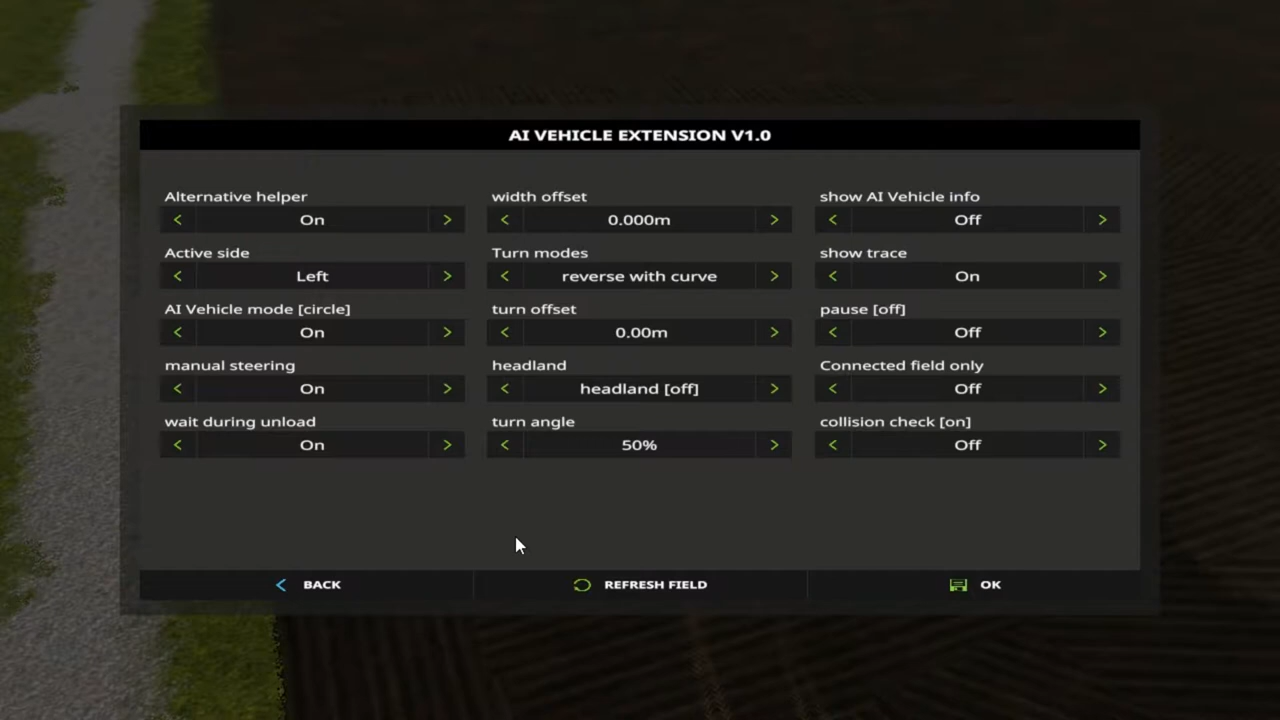 AI VEHICLE EXTENSION V1.0
Alternative helper
On
Active side
Left
AI Vehicle mode [circle]
On
manual steering
On
wait during unload
On
width offset
0.000m
Turn modes
reverse with curve
turn offset
0.00m
headland
headland [off]
turn angle
50%
show AI Vehicle info
Off
show trace
On
pause [off]
Off
Connected field only
Off
collision check [on]
Off
BACK
REFRESH FIELD
OK